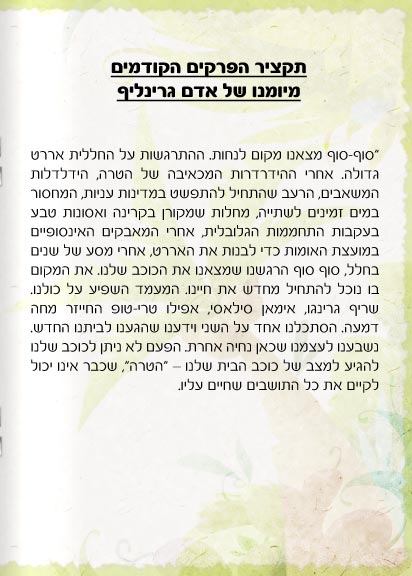 תקציר הפרקים הקודמים
מיומנו של אדם גרינליף
"סוף-סוף מצאנו מקום לנחות. ההתרגשות על החללית אררט
גדולה. אחרי ההידרדרות המכאיבה של הטרה, הידלדלות
המשאבים, הרעב שהתחיל להתפשט במדינות עניות, המחסור
במים זמינים לשתייה, מחלות שמקורן בקרינה ואסונות טבע
בעקבות התחממות הגלובלית, אחרי המאבקים האינסופיים
במועצת האומות כדי לבנות את האררט, אחרי מסע של שנים
בחלל, סוף סוף הרגשנו שמצאנו את הכוכב שלנו. את המקום
בו נוכל להתחיל מחדש את חיינו. המעמד השפיע על כולנו.
שריף גרינגו, אימאן סילאסי, אפילו טרי-טופ החייזר מחה
דמעה. הסתכלנו אחד על השני וידענו שהגענו לביתנו החדש.
נשבענו לעצמנו שכאן נחיה אחרת. הפעם לא ניתן לכוכב שלנו
להגיע למצב של כוכב הבית שלנו – "הטרה", שכבר אינו יכול
לקיים את כל התושבים שחיים עליו.